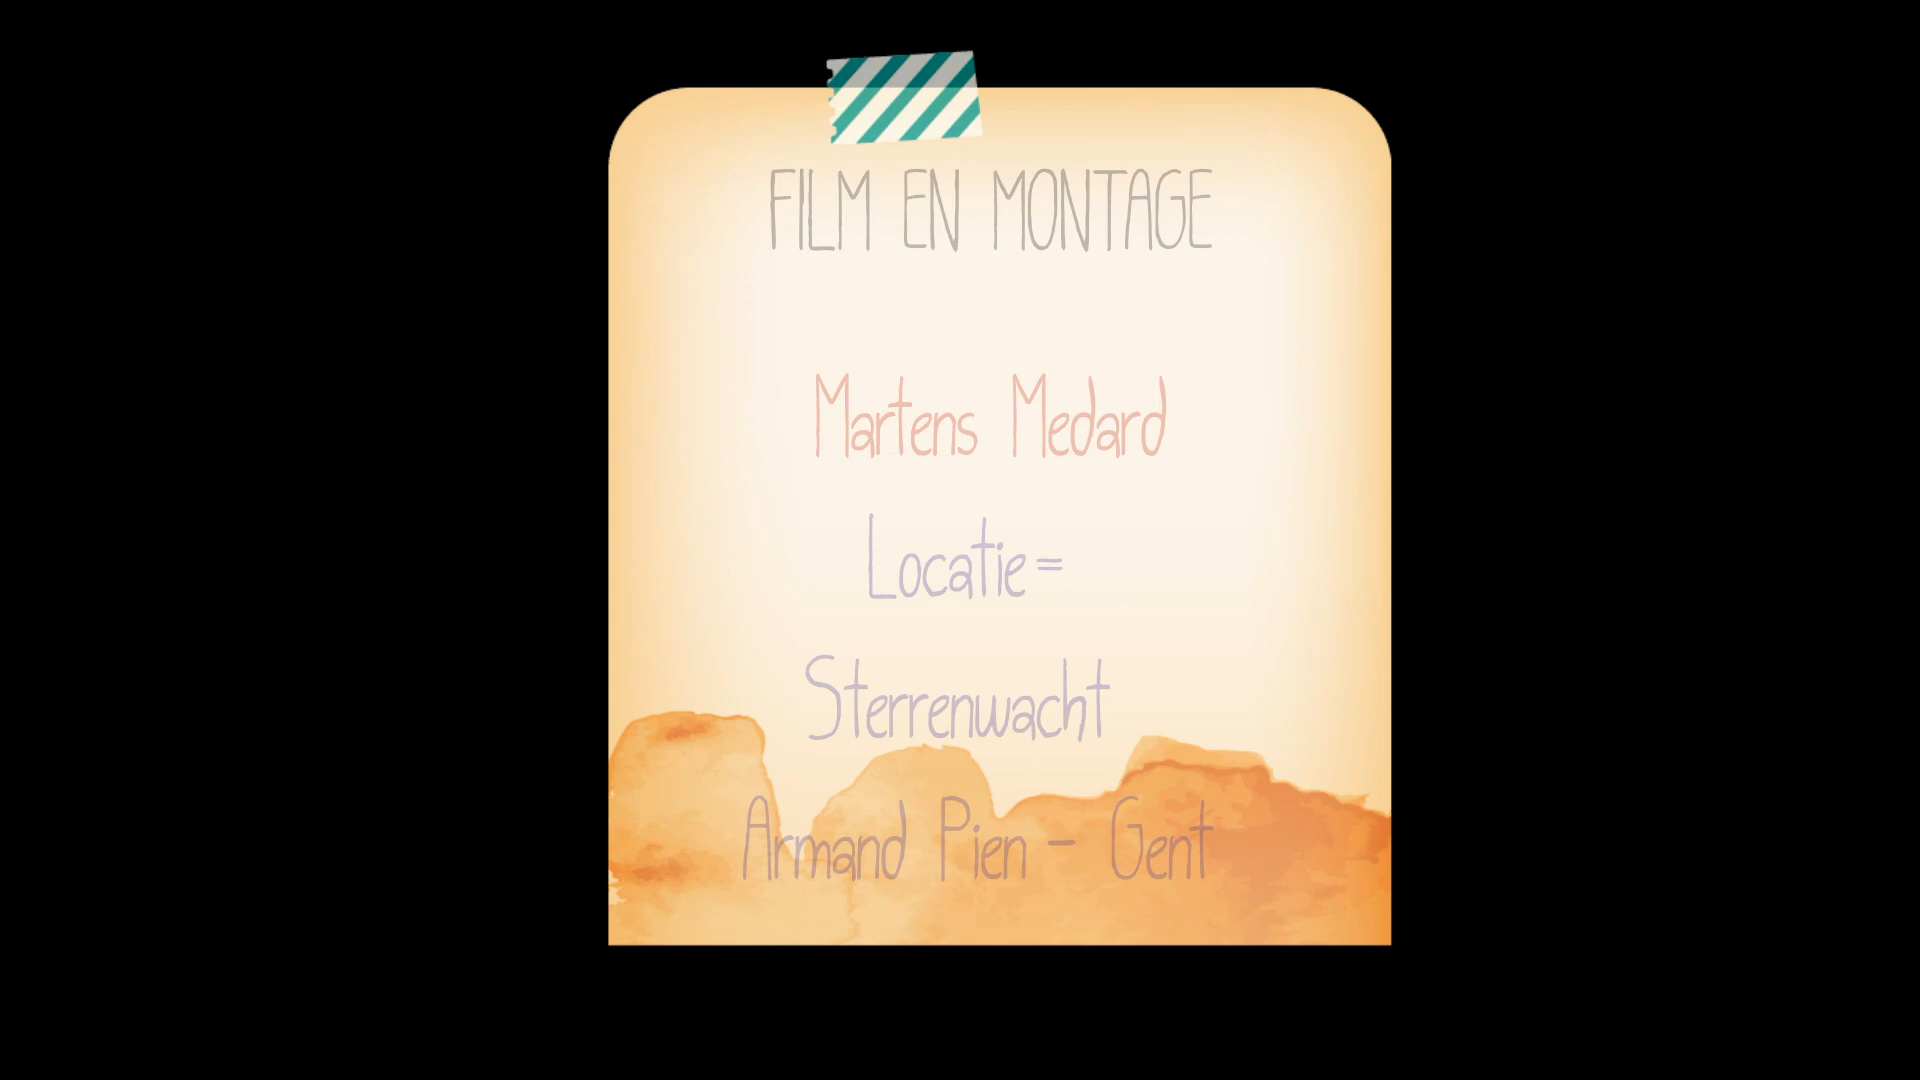 FILM EN MONTAGE
Martens Medard
Locatie=
Sterrenwacht
Armand Pien - Gent